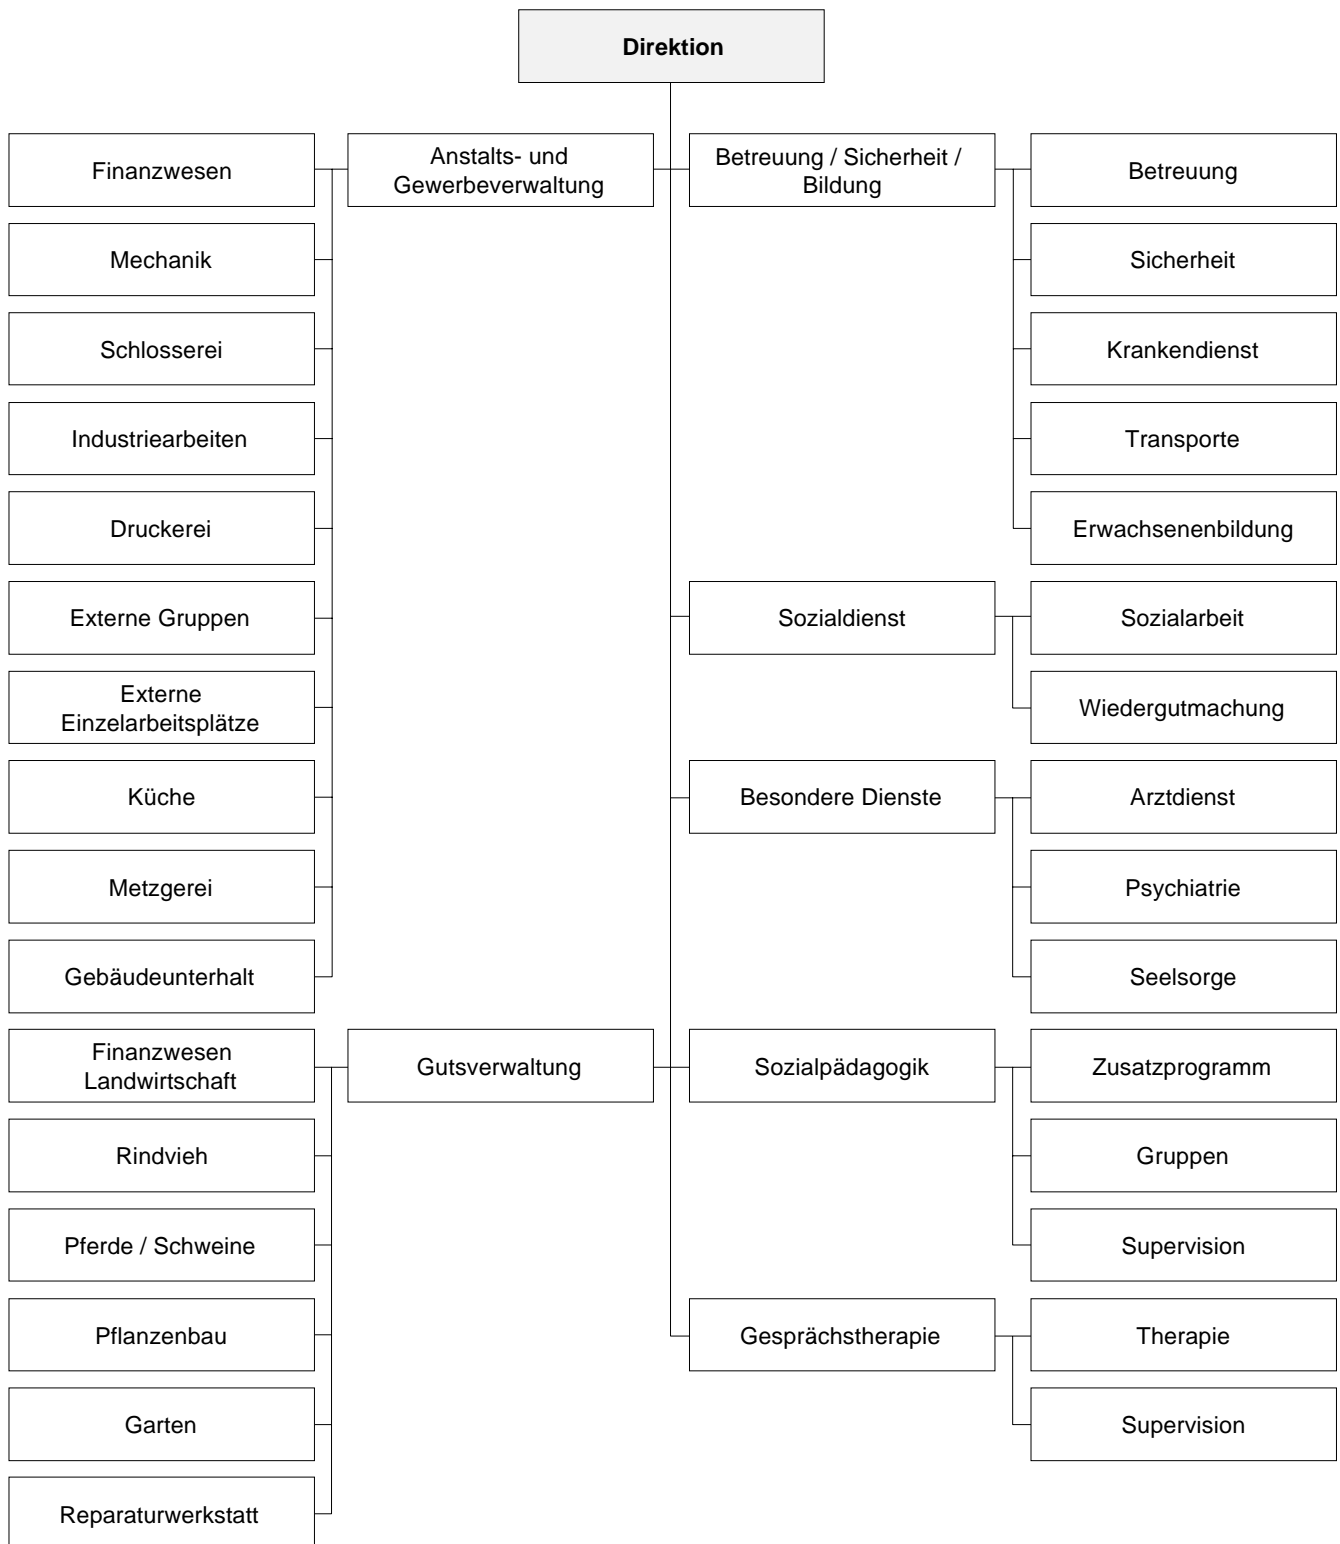 Direktion
Finanzwesen
Anstalts- und
Gewerbeverwaltung
Betreuung / Sicherheit /
Bildung
Betreuung
Mechanik
Sicherheit
Schlosserei
Krankendienst
Industriearbeiten
Transporte
Druckerei
Erwachsenenbildung
Externe Gruppen
Sozialdienst
Sozialarbeit
Externe
Einzelarbeitsplätze
Wiedergutmachung
Küche
Besondere Dienste
Arztdienst
Metzgerei
Psychiatrie
Gebäudeunterhalt
Seelsorge
Finanzwesen
Landwirtschaft
Gutsverwaltung
Sozialpädagogik
Zusatzprogramm
Rindvieh
Gruppen
Pferde / Schweine
Supervision
Pflanzenbau
Gesprächstherapie
Therapie
Garten
Supervision
Reparaturwerkstatt